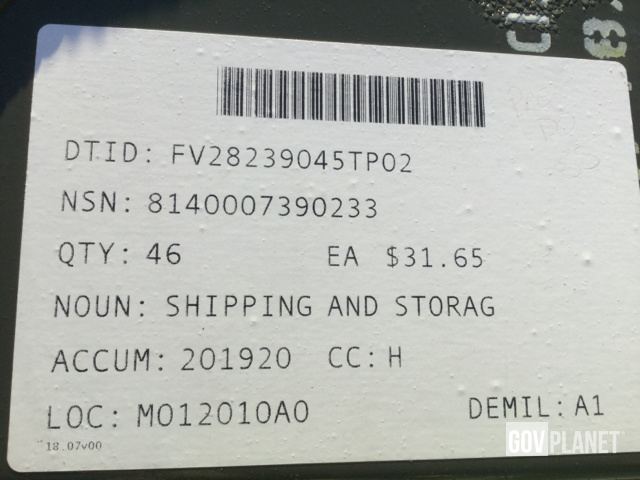 DTID: FV28239045TP02
NSN: 8140007390233
QTY: 46 EA $31.65
NOUN: SHIPPING AND STORAG
ACCUM: 201920 CC: H
LOC: M012010A0 DEMIL: A1
18.07v00
GOVPLANET